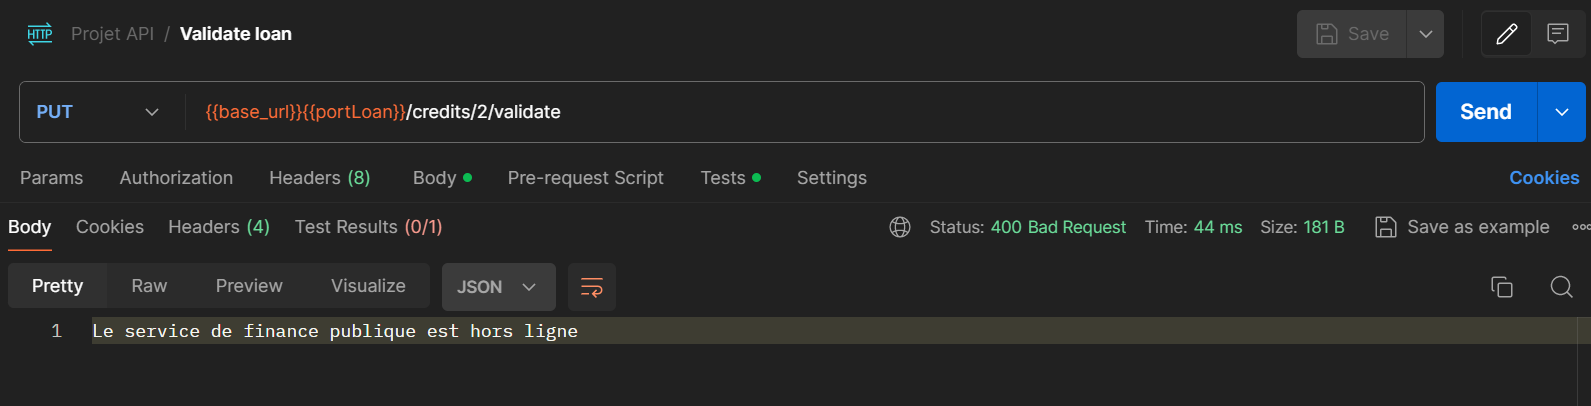 HTTP Projet API / Validate loan Save
PUT {{base_url}}{{portLoan}}/credits/2/validate Send
Params Authorization Headers (8) Body Pre-request Script Tests Settings Cookies
Body Cookies Headers (4) Test Results (0/1) Status: 400 Bad Request Time: 44 ms Size: 181 B Save as example
Pretty Raw Preview Visualize JSON
1 Le service de finance publique est hors ligne